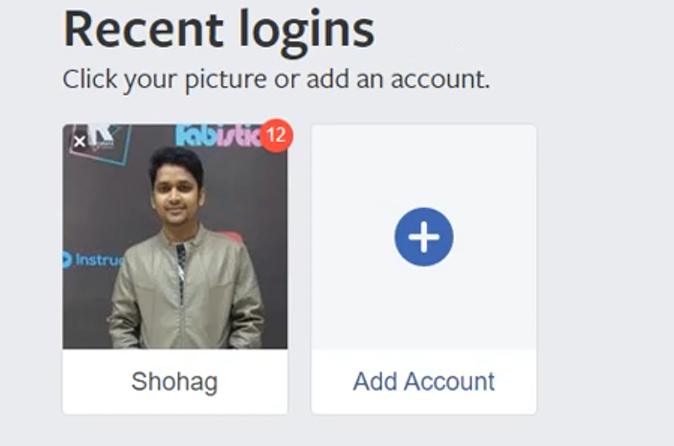 Recent logins
Click your picture or add an account.
12
Shohag
Add Account